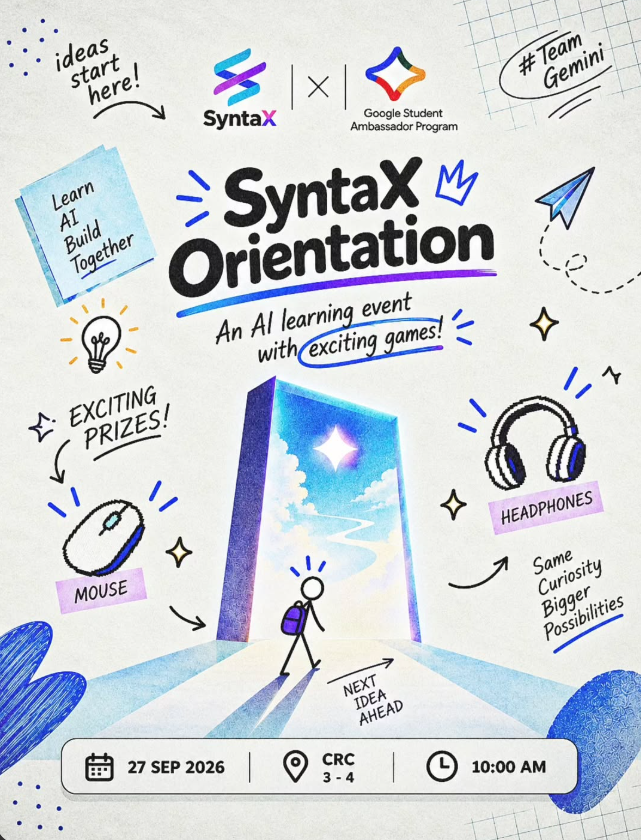 ideas
start
here!
SyntaX
Google Student
Ambassador Program
# Team
Gemini
Learn
AI
Build
Together
SyntaX
Orientation
An AI learning event
with exciting games!
EXCITING
PRIZES!
MOUSE
HEADPHONES
Same
Curiosity
Bigger
Possibilities
NEXT
IDEA
AHEAD
27 SEP 2026
CRC
3 - 4
10:00 AM